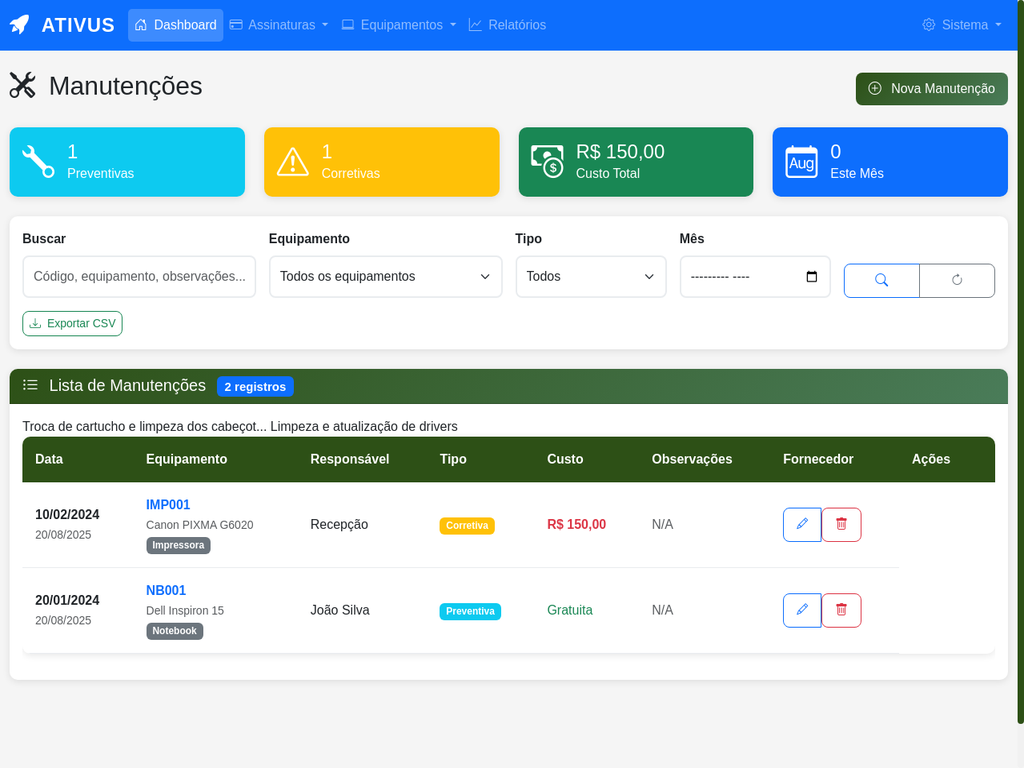 ATIVUS Dashboard Assinaturas Equipamentos Relatórios Sistema
Manutenções
Nova Manutenção
1
Preventivas
1
Corretivas
R$ 150,00
Custo Total
Aug
0
Este Mês
Buscar Equipamento Tipo Mês
Código, equipamento, observações... Todos os equipamentos Todos --------- ----
Exportar CSV
Lista de Manutenções 2 registros
Troca de cartucho e limpeza dos cabeçot... Limpeza e atualização de drivers
Data Equipamento Responsável Tipo Custo Observações Fornecedor Ações
10/02/2024
20/08/2025
IMP001
Canon PIXMA G6020
Impressora
Recepção
Corretiva
R$ 150,00
N/A
20/01/2024
20/08/2025
NB001
Dell Inspiron 15
Notebook
João Silva
Preventiva
Gratuita
N/A